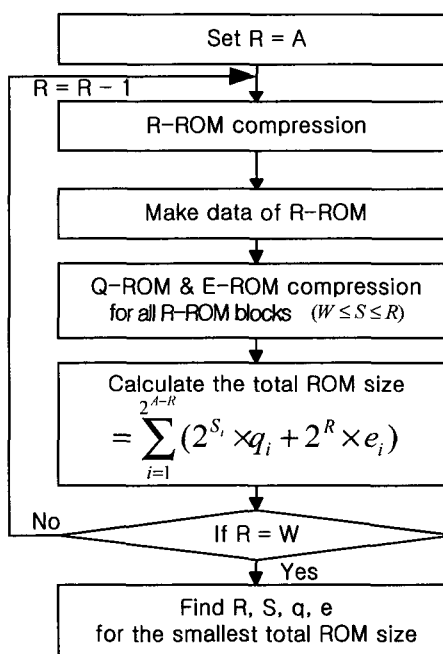 Set R = A
R = R - 1
R-ROM compression
Make data of R-ROM
Q-ROM & E-ROM compression
for all R-ROM blocks (W ≤ S ≤ R)
Calculate the total ROM size
= \sum_{i=1}^{2^{A-R}} (2^{S_i} × q_i + 2^R × e_i)
No
If R = W
Yes
Find R, S, q, e
for the smallest total ROM size